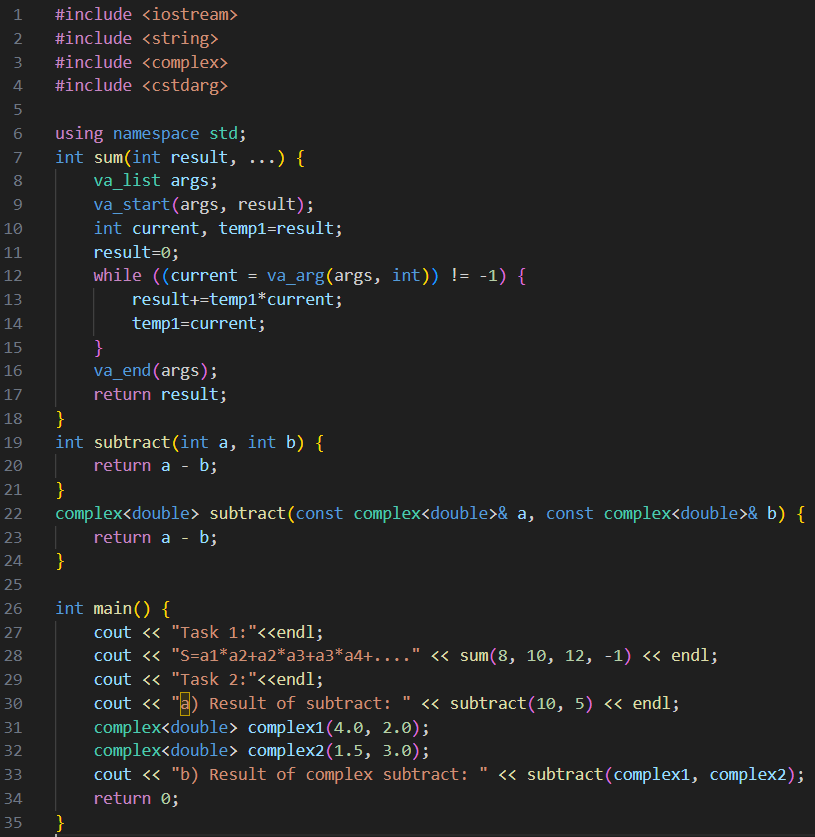 1 #include <iostream>
2 #include <string>
3 #include <complex>
4 #include <cstdarg>
5
6 using namespace std;
7 int sum(int result, ...) {
8     va_list args;
9     va_start(args, result);
10     int current, temp1=result;
11     result=0;
12     while ((current = va_arg(args, int)) != -1) {
13         result+=temp1*current;
14         temp1=current;
15     }
16     va_end(args);
17     return result;
18 }
19 int subtract(int a, int b) {
20     return a - b;
21 }
22 complex<double> subtract(const complex<double>& a, const complex<double>& b) {
23     return a - b;
24 }
25
26 int main() {
27     cout << "Task 1:"<<endl;
28     cout << "S=a1*a2+a2*a3+a3*a4+...." << sum(8, 10, 12, -1) << endl;
29     cout << "Task 2:"<<endl;
30     cout << "a) Result of subtract: " << subtract(10, 5) << endl;
31     complex<double> complex1(4.0, 2.0);
32     complex<double> complex2(1.5, 3.0);
33     cout << "b) Result of complex subtract: " << subtract(complex1, complex2);
34     return 0;
35 }